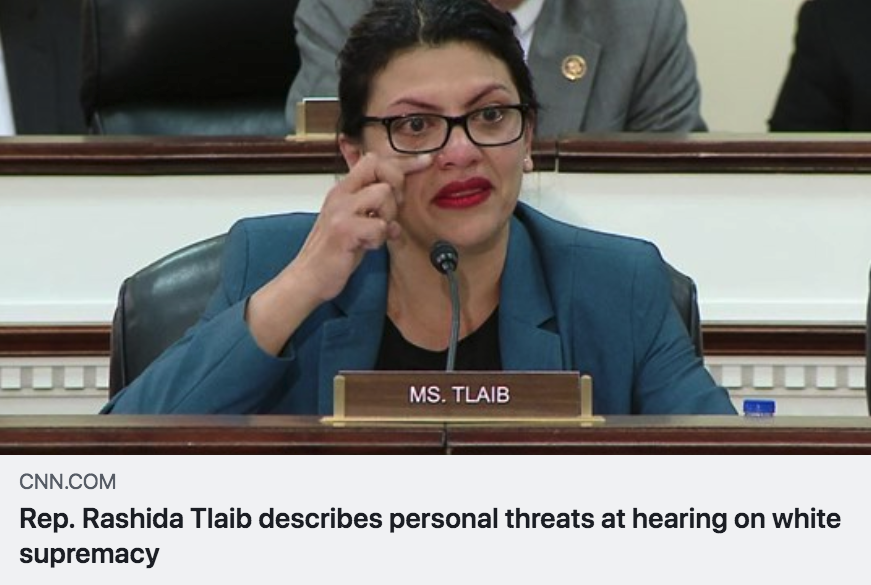 MS. TLAIB
CNN.COM
Rep. Rashida Tlaib describes personal threats at hearing on white
supremacy